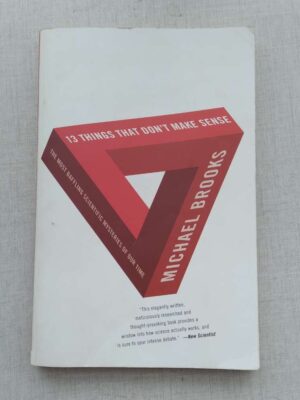 13 THINGS THAT DON'T MAKE SENSE
THE MOST BAFFLING SCIENTIFIC MYSTERIES OF OUR TIME
MICHAEL BROOKS
"This elegantly written,
meticulously researched and
thought-provoking book provides a
window into how science actually works, and
is sure to spur intense debate." —New Scientist